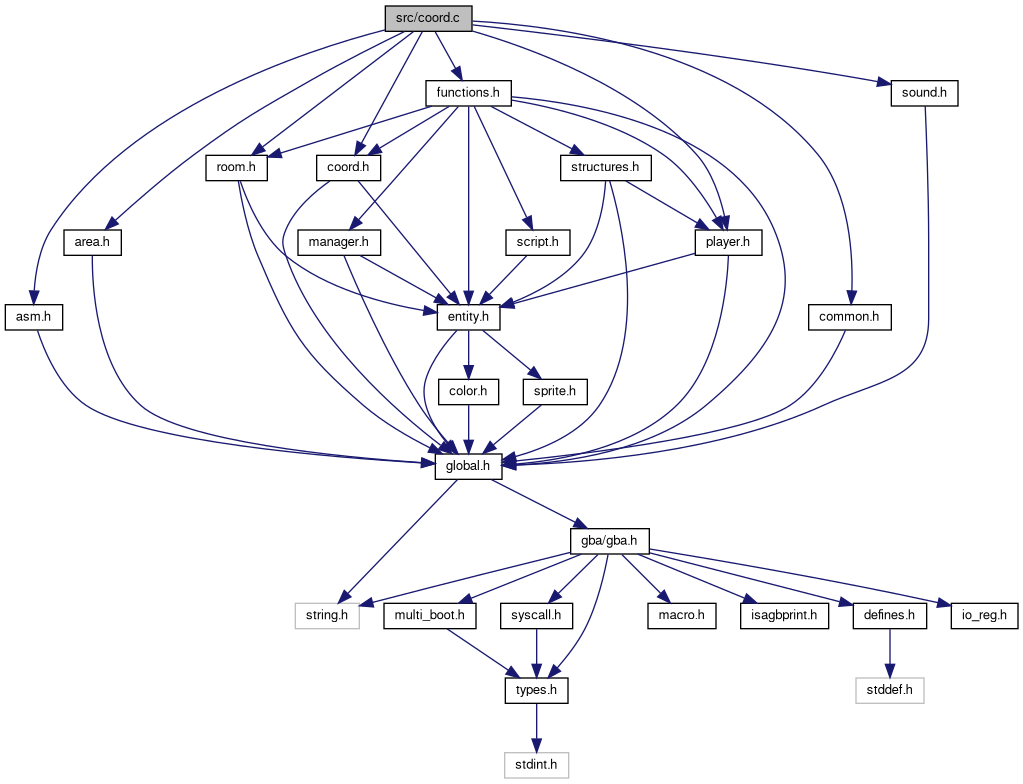 src/coord.c
functions.h
sound.h
room.h
coord.h
structures.h
area.h
manager.h
script.h
player.h
asm.h
entity.h
common.h
color.h
sprite.h
global.h
gba/gba.h
string.h
multi_boot.h
syscall.h
macro.h
isagbprint.h
defines.h
io_reg.h
types.h
stddef.h
stdint.h